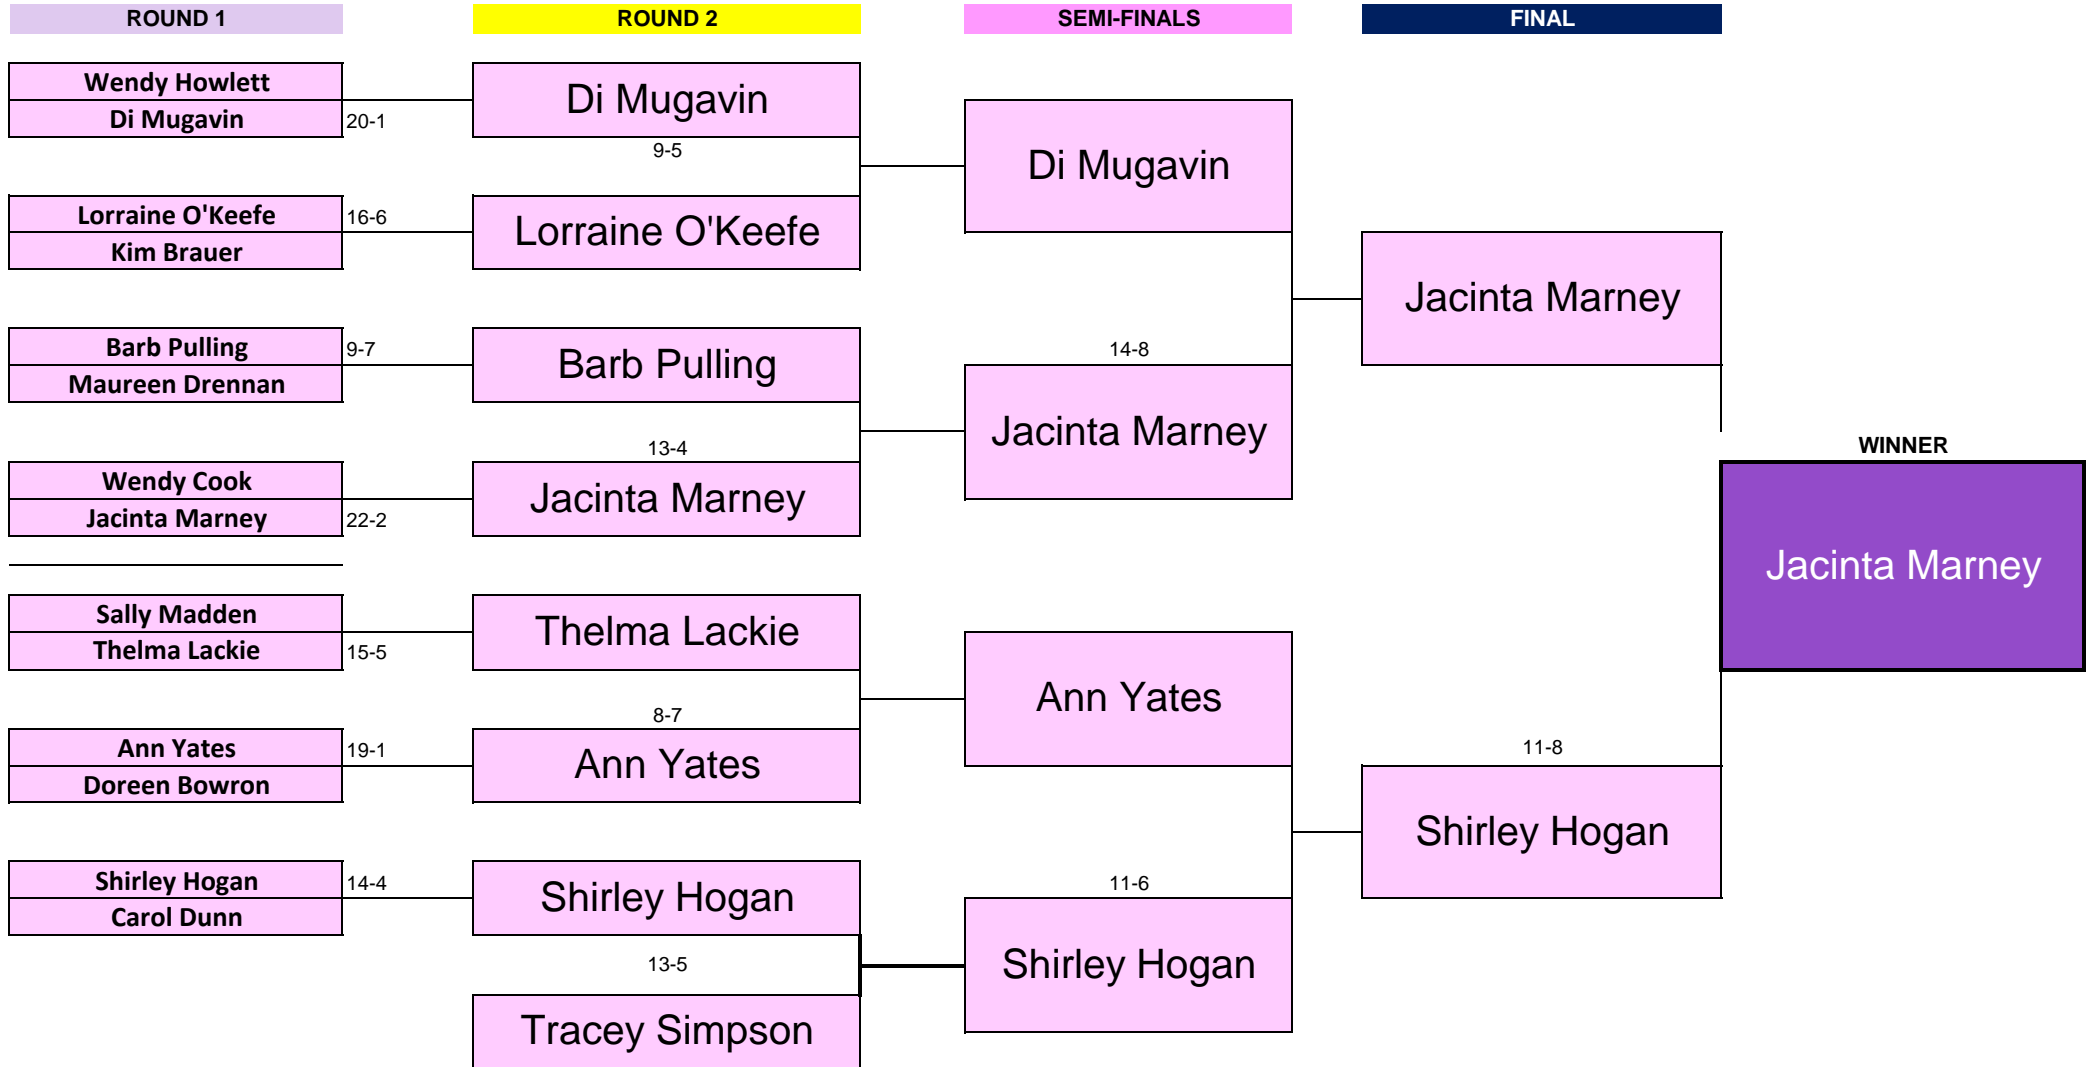 ROUND 1
ROUND 2
SEMI-FINALS
FINAL
Wendy Howlett
Di Mugavin
20-1
Di Mugavin
9-5
Di Mugavin
Lorraine O'Keefe
16-6
Kim Brauer
Lorraine O'Keefe
Jacinta Marney
Barb Pulling
9-7
Maureen Drennan
Barb Pulling
14-8
Jacinta Marney
13-4
Wendy Cook
Jacinta Marney
22-2
Jacinta Marney
WINNER
Jacinta Marney
Sally Madden
Thelma Lackie
15-5
Thelma Lackie
Ann Yates
8-7
Ann Yates
19-1
Doreen Bowron
Ann Yates
11-8
Shirley Hogan
Shirley Hogan
14-4
Carol Dunn
Shirley Hogan
11-6
13-5
Shirley Hogan
Tracey Simpson